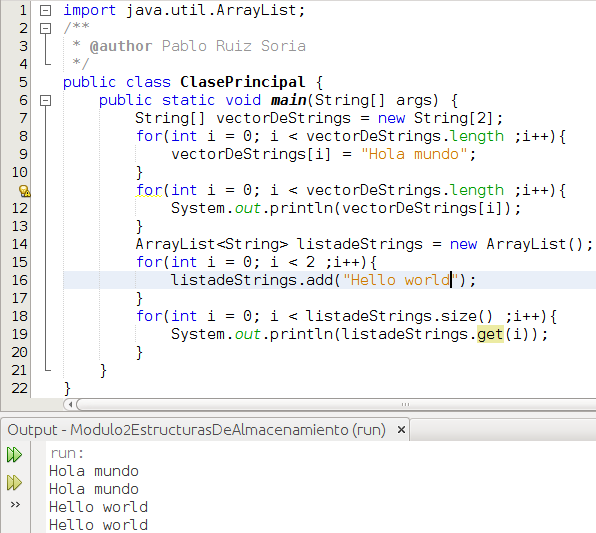 1 import java.util.ArrayList;
2 /**
3  * @author Pablo Ruiz Soria
4  */
5 public class ClasePrincipal {
6     public static void main(String[] args) {
7         String[] vectorDeStrings = new String[2];
8         for(int i = 0; i < vectorDeStrings.length ;i++){
9             vectorDeStrings[i] = "Hola mundo";
10         }
        for(int i = 0; i < vectorDeStrings.length ;i++){
12             System.out.println(vectorDeStrings[i]);
13         }
14         ArrayList<String> listadeStrings = new ArrayList();
15         for(int i = 0; i < 2 ;i++){
16             listadeStrings.add("Hello world");
17         }
18         for(int i = 0; i < listadeStrings.size() ;i++){
19             System.out.println(listadeStrings.get(i));
20         }
21     }
22 }
Output - Modulo2EstructurasDeAlmacenamiento (run) ×
run:
Hola mundo
Hola mundo
Hello world
Hello world